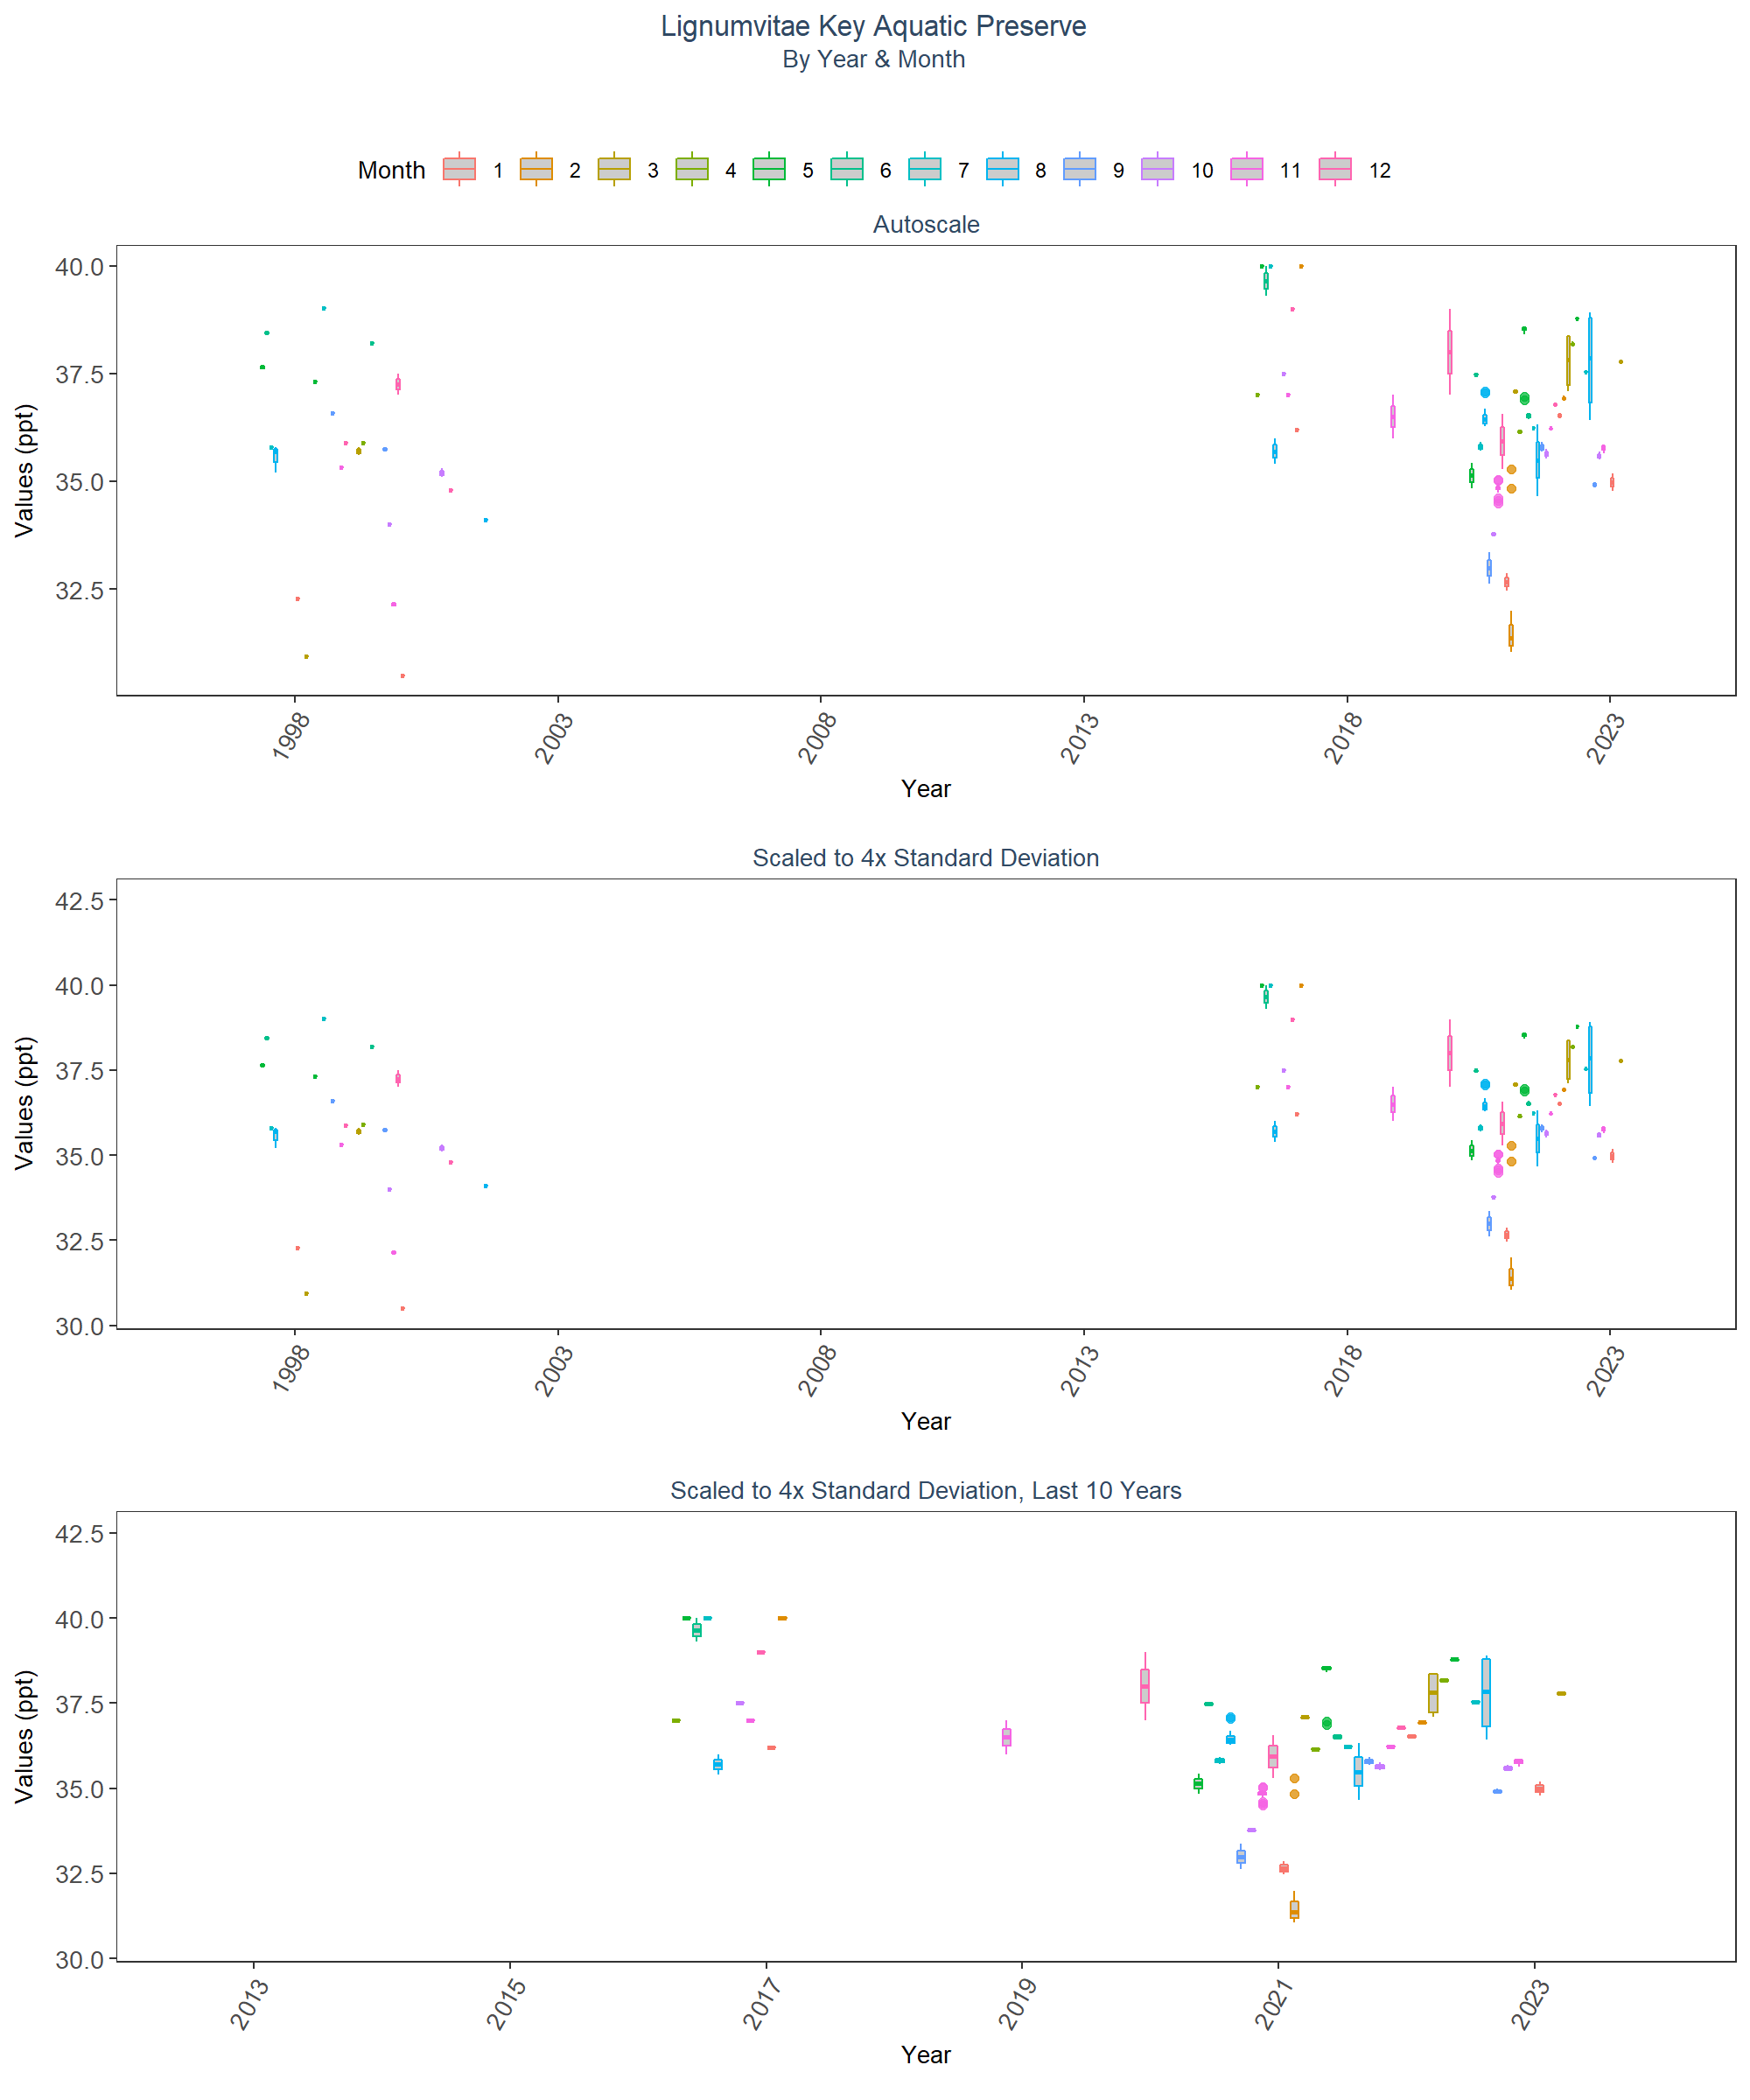 Lignumvitae Key Aquatic Preserve
By Year & Month
Month 1 2 3 4 5 6 7 8 9 10 11 12
Autoscale
Values (ppt)
40.0
37.5
35.0
32.5
1998 2003 2008 2013 2018 2023
Year
Scaled to 4x Standard Deviation
Values (ppt)
42.5
40.0
37.5
35.0
32.5
30.0
1998 2003 2008 2013 2018 2023
Year
Scaled to 4x Standard Deviation, Last 10 Years
Values (ppt)
42.5
40.0
37.5
35.0
32.5
30.0
2013 2015 2017 2019 2021 2023
Year